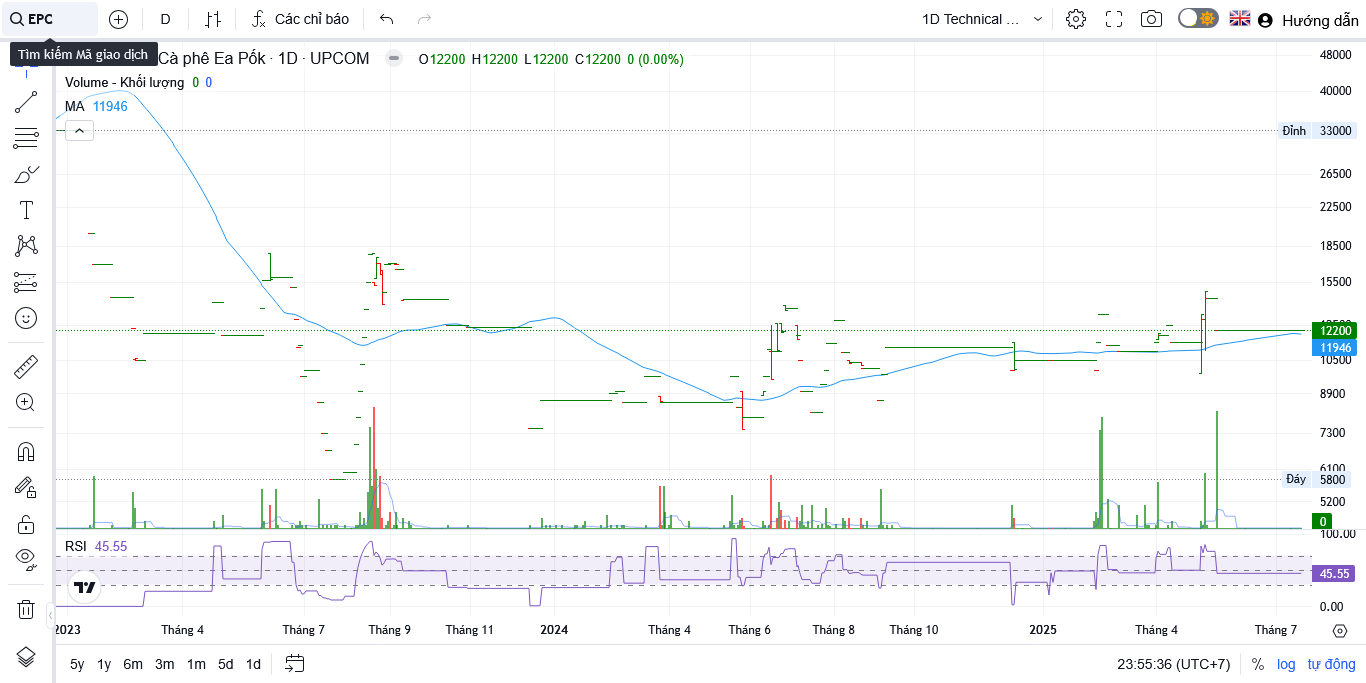 EPC
D
Các chỉ báo
1D Technical ...
Hướng dẫn
Tìm kiếm Mã giao dịch
Cà phê Ea Pốk · 1D · UPCOM
O12200 H12200 L12200 C12200 0 (0.00%)
Volume - Khối lượng 0 0
MA 11946
48000
40000
Đỉnh 33000
26500
22500
18500
15500
12200
11946
10500
8900
7300
6100
Đáy 5800
5200
0
100.00
RSI 45.55
45.55
0.00
2023 Tháng 4 Tháng 7 Tháng 9 Tháng 11 2024 Tháng 4 Tháng 6 Tháng 8 Tháng 10 2025 Tháng 4 Tháng 7
5y 1y 6m 3m 1m 5d 1d
23:55:36 (UTC+7) % log tự động